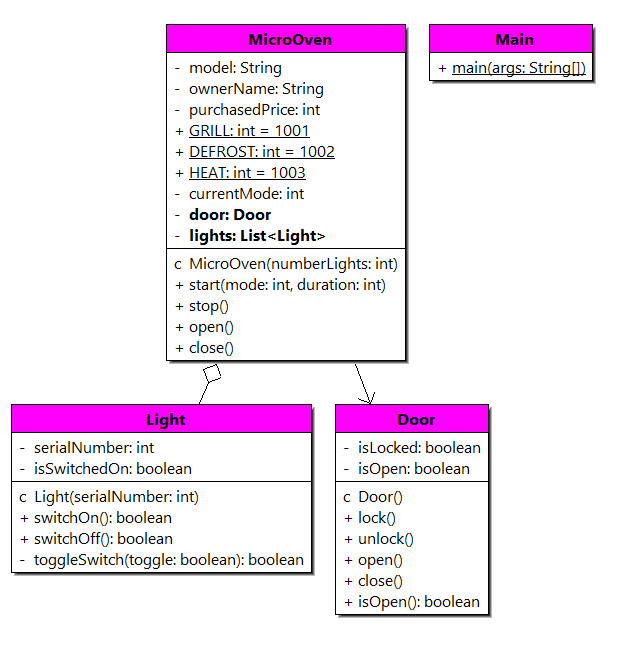 MicroOven
- model: String
- ownerName: String
- purchasedPrice: int
+ GRILL: int = 1001
+ DEFROST: int = 1002
+ HEAT: int = 1003
- currentMode: int
- door: Door
- lights: List<Light>
c MicroOven(numberLights: int)
+ start(mode: int, duration: int)
+ stop()
+ open()
+ close()
Main
+ main(args: String[])
Light
- serialNumber: int
- isSwitchedOn: boolean
c Light(serialNumber: int)
+ switchOn(): boolean
+ switchOff(): boolean
- toggleSwitch(toggle: boolean): boolean
Door
- isLocked: boolean
- isOpen: boolean
c Door()
+ lock()
+ unlock()
+ open()
+ close()
+ isOpen(): boolean